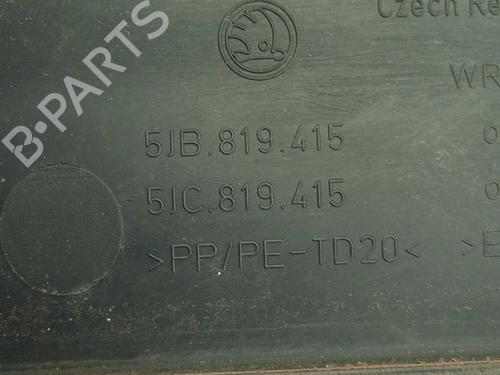 Czech Re
WR
5JB.819.415
5JC.819.415
>PP/PE-TD20< >E
B-PARTS